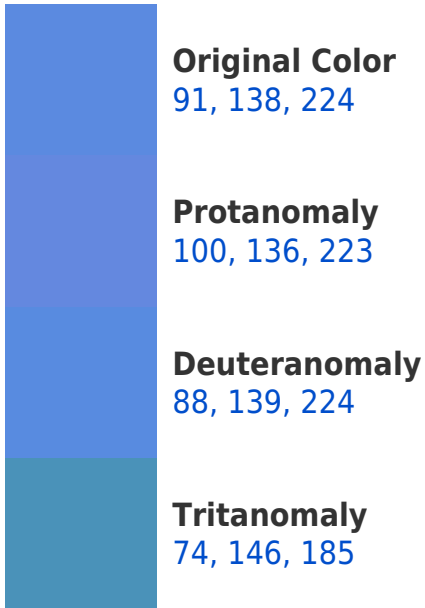 Original Color
91, 138, 224
Protanomaly
100, 136, 223
Deuteranomaly
88, 139, 224
Tritanomaly
74, 146, 185